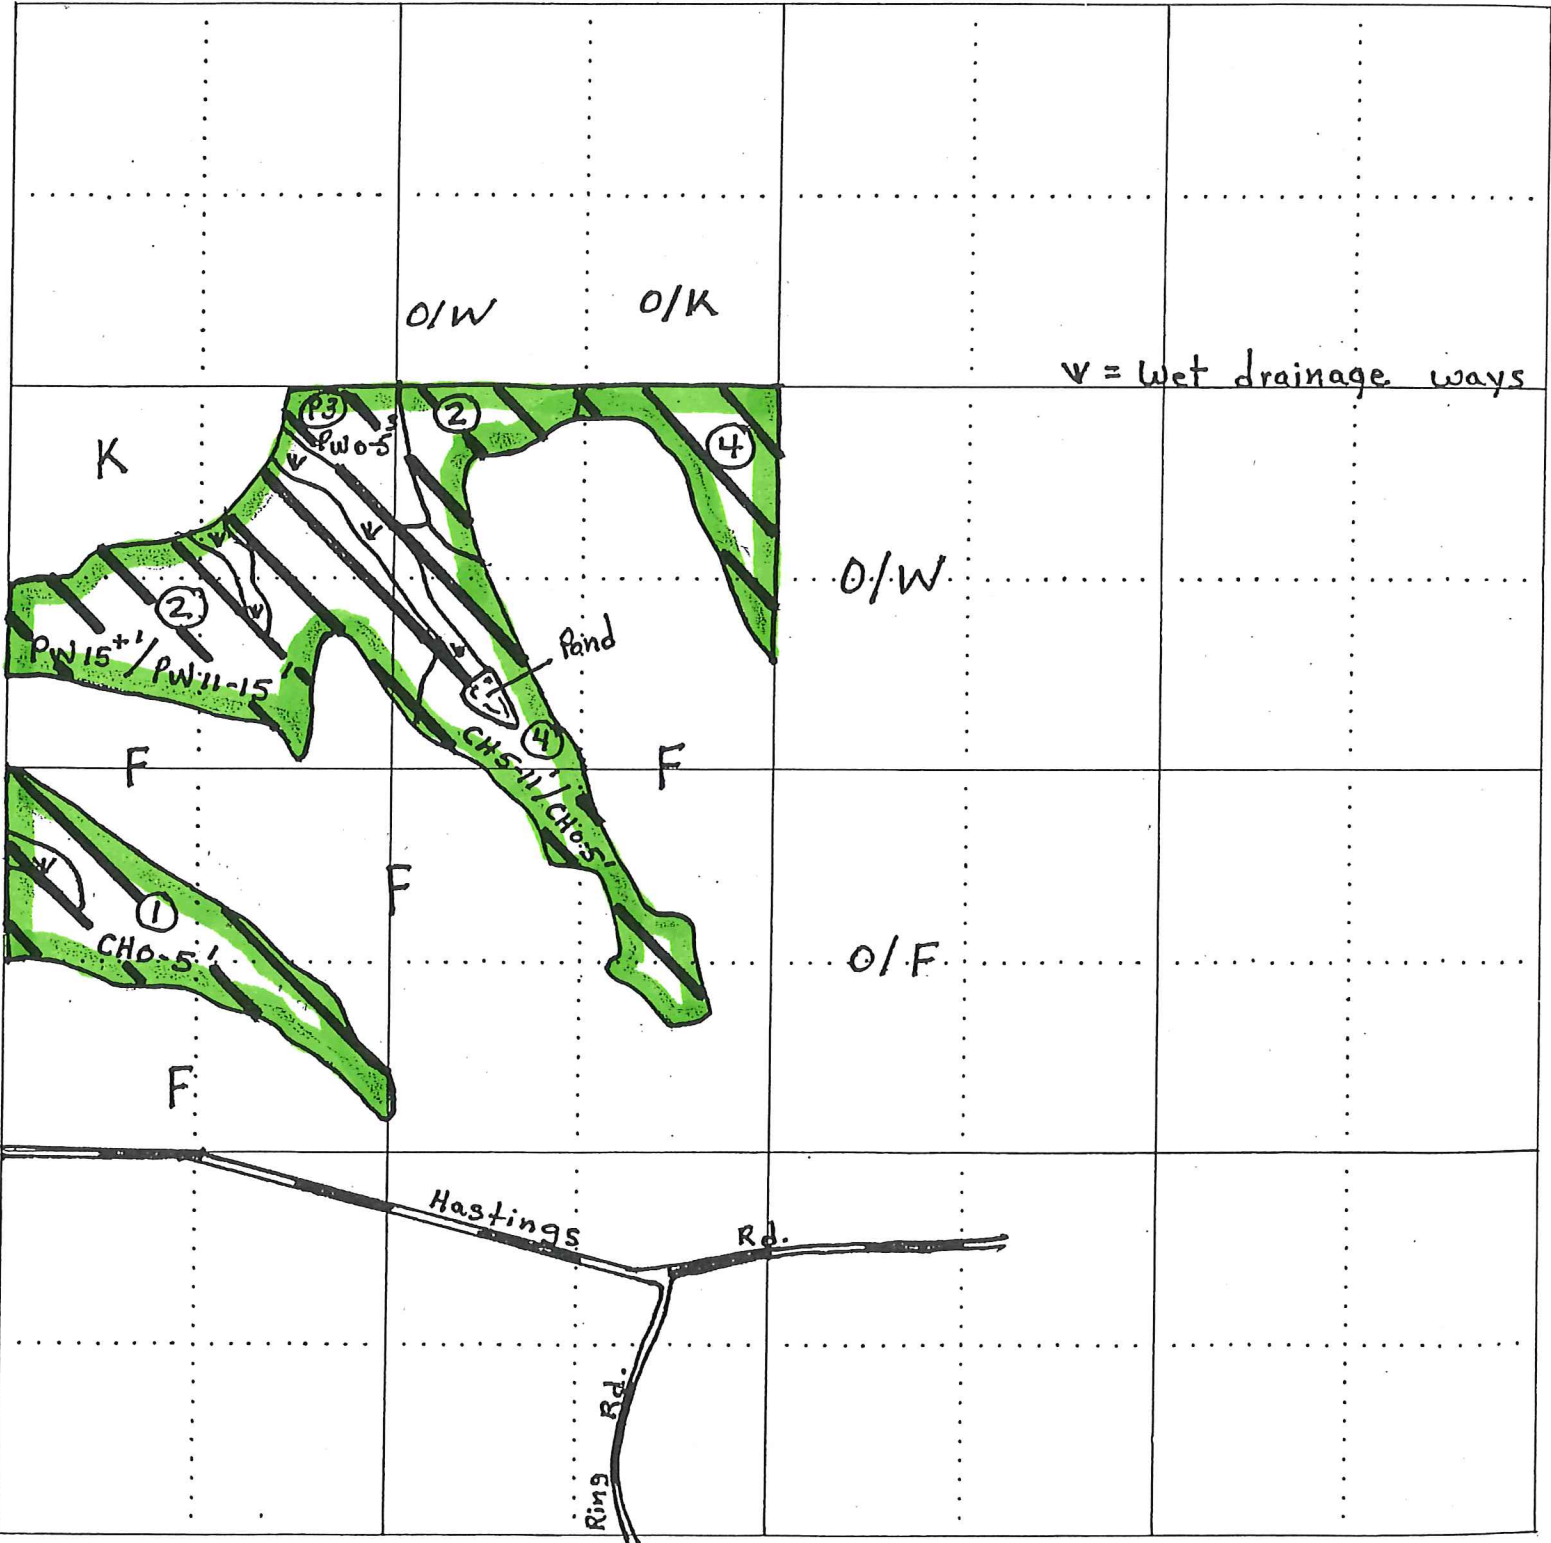 O/W
O/K
V = Wet drainage ways
P3
PW0-5'
2
4
K
O/W
2
PW15+'/PW11-15'
Pond
4
CH5-11'/CH0-5'
F
F
F
1
CH0-5'
O/F
F
Hastings Rd.
Ring Rd.